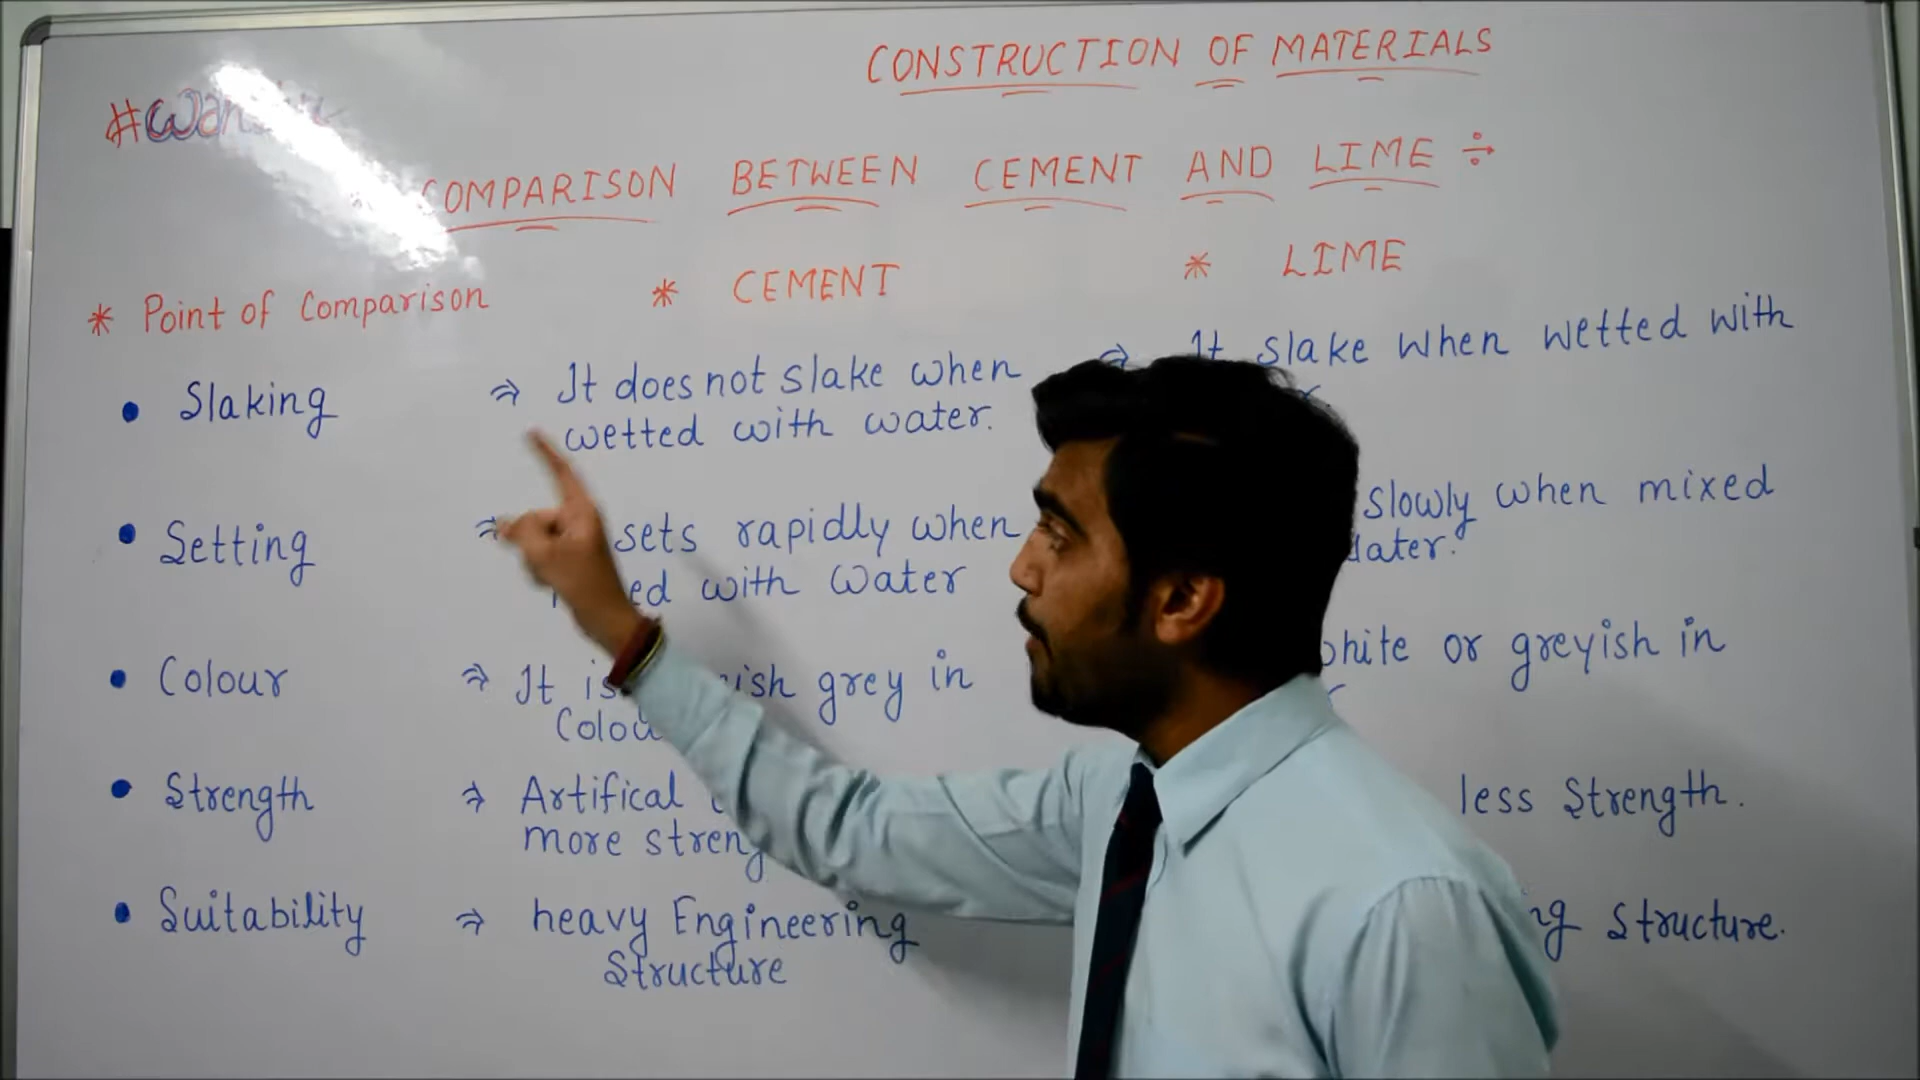 CONSTRUCTION OF MATERIALS
COMPARISON BETWEEN CEMENT AND LIME ÷
* Point of Comparison * CEMENT * LIME
• Slaking ⇒ It does not slake when
wetted with water.
⇒ It slake when wetted with
• Setting ⇒ sets rapidly when
with water
slowly when mixed
• Colour ⇒ It is grey in
white or greyish in
• Strength ⇒ Artifical
more
less Strength.
• Suitability ⇒ heavy Engineering
Structure
Structure.